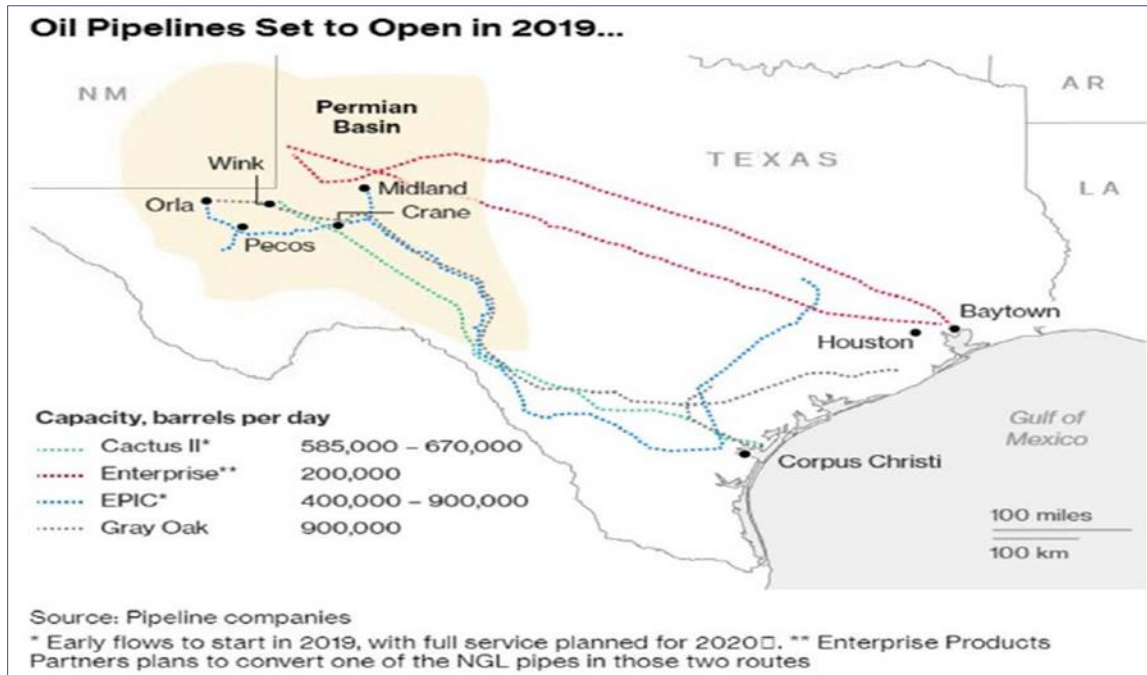 Oil Pipelines Set to Open in 2019...
NM
AR
Permian
Basin
TEXAS
LA
Wink
Midland
Orla
Crane
Pecos
Baytown
Houston
Gulf of
Mexico
Corpus Christi
Capacity, barrels per day
Cactus II* 585,000 – 670,000
Enterprise** 200,000
EPIC* 400,000 – 900,000
Gray Oak 900,000
100 miles
100 km
Source: Pipeline companies
* Early flows to start in 2019, with full service planned for 2020□. ** Enterprise Products
Partners plans to convert one of the NGL pipes in those two routes